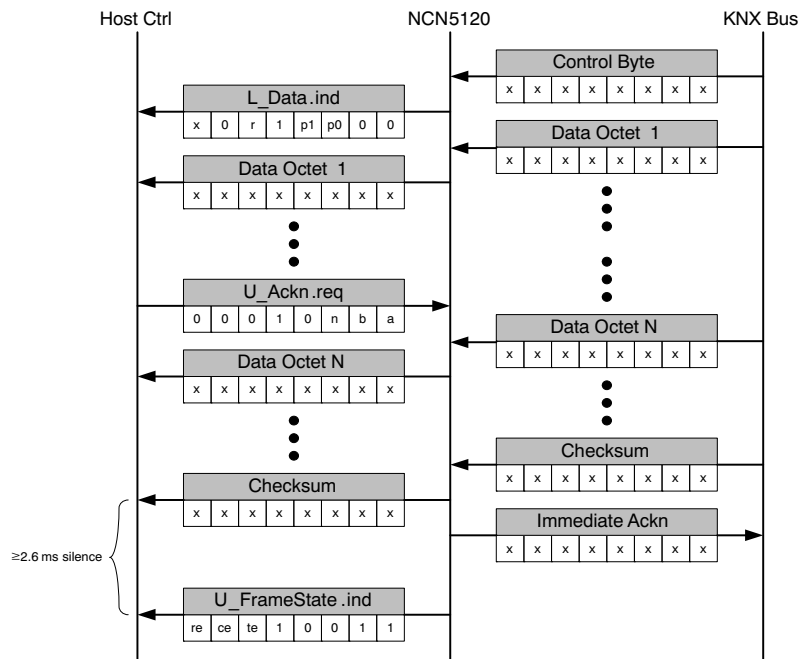 Host Ctrl NCN5120 KNX Bus
Control Byte
x x x x x x x x
L_Data.ind
x 0 r 1 p1 p0 0 0
Data Octet 1
x x x x x x x x
Data Octet 1
x x x x x x x x
U_Ackn.req
0 0 0 1 0 n b a
Data Octet N
x x x x x x x x
Data Octet N
x x x x x x x x
Checksum
x x x x x x x x
Checksum
x x x x x x x x
Immediate Ackn
x x x x x x x x
≥2.6 ms silence
U_FrameState.ind
re ce te 1 0 0 1 1